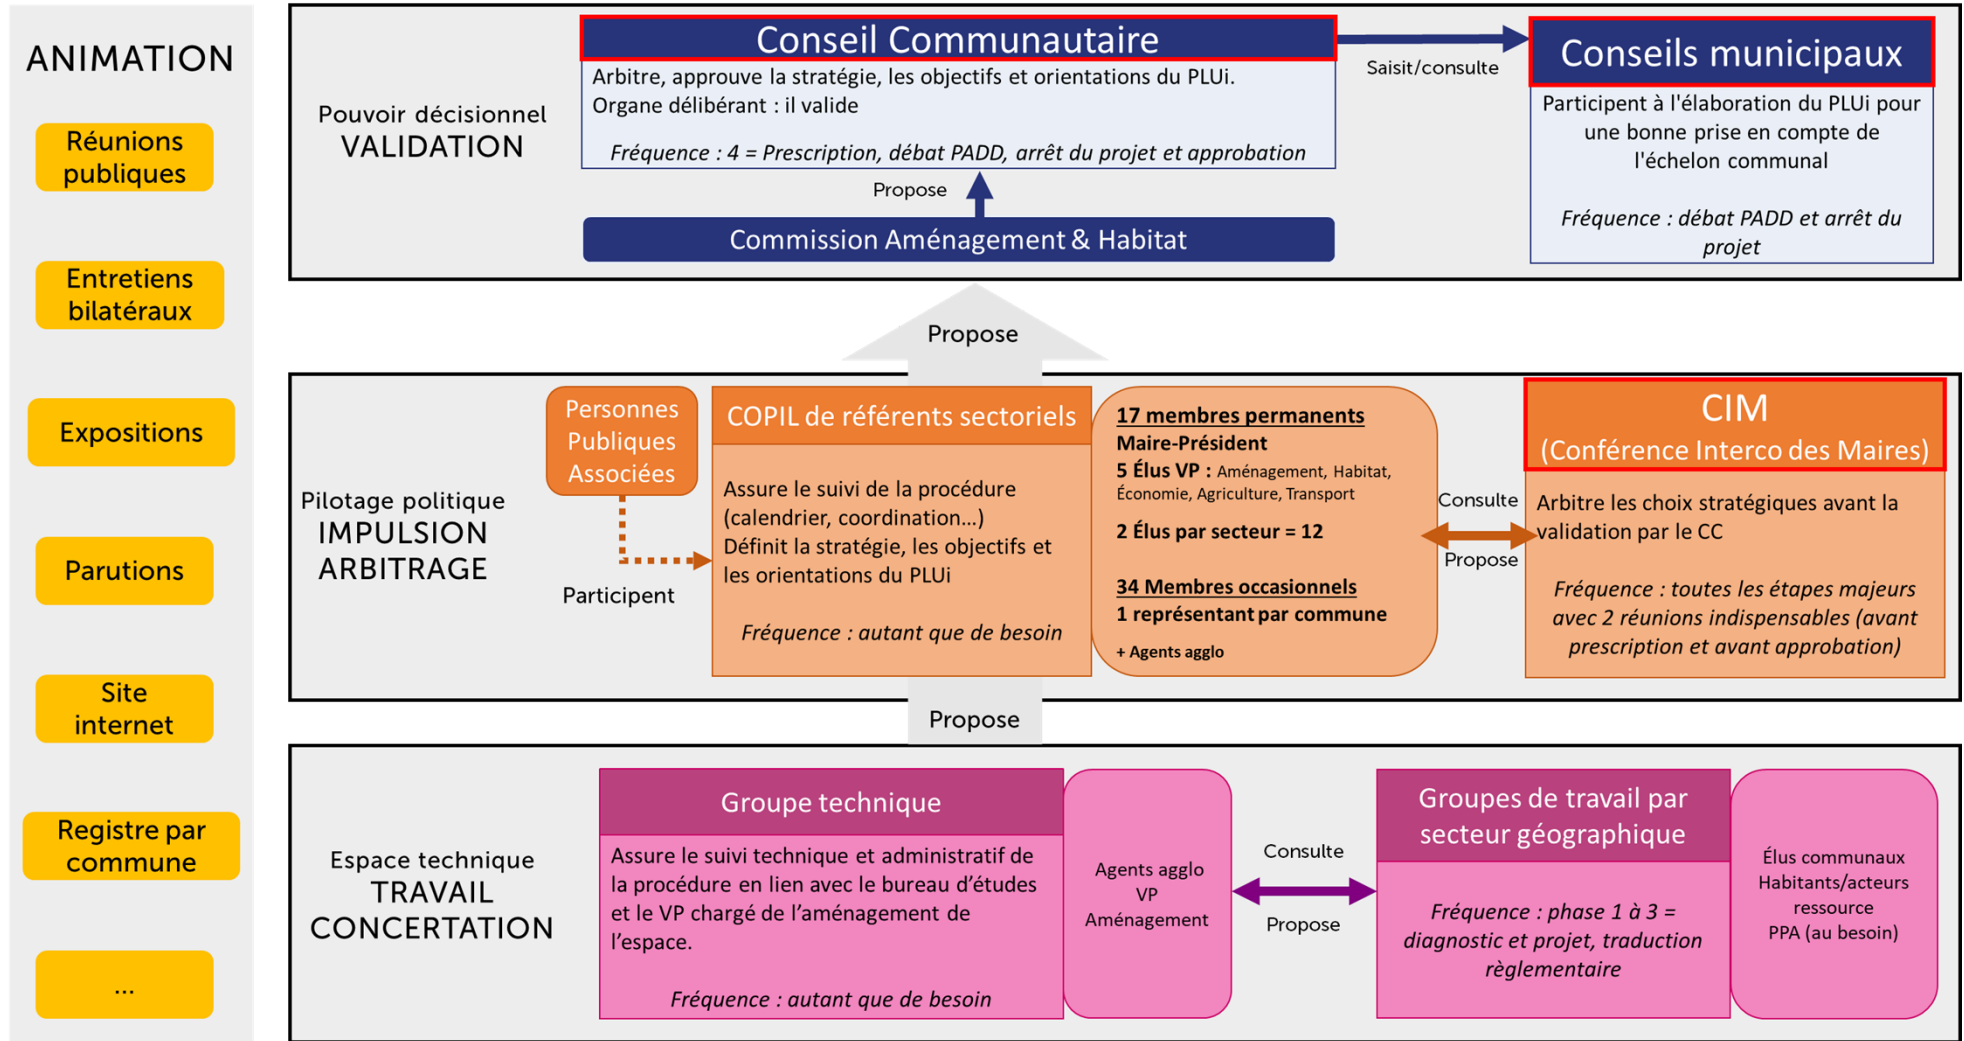 ANIMATION
Réunions
publiques
Entretiens
bilatéraux
Expositions
Parutions
Site
internet
Registre par
commune
...
Pouvoir décisionnel
VALIDATION
Conseil Communautaire
Arbitre, approuve la stratégie, les objectifs et orientations du PLUi.
Organe délibérant : il valide
Fréquence : 4 = Prescription, débat PADD, arrêt du projet et approbation
Propose
Commission Aménagement & Habitat
Saisit/consulte
Conseils municipaux
Participent à l'élaboration du PLUi pour
une bonne prise en compte de
l'échelon communal
Fréquence : débat PADD et arrêt du
projet
Propose
Pilotage politique
IMPULSION
ARBITRAGE
Personnes
Publiques
Associées
Participent
COPIL de référents sectoriels
Assure le suivi de la procédure
(calendrier, coordination...)
Définit la stratégie, les objectifs et
les orientations du PLUi
Fréquence : autant que de besoin
17 membres permanents
Maire-Président
5 Élus VP : Aménagement, Habitat,
Économie, Agriculture, Transport
2 Élus par secteur = 12
34 Membres occasionnels
1 représentant par commune
+ Agents agglo
Consulte
Propose
CIM
(Conférence Interco des Maires)
Arbitre les choix stratégiques avant la
validation par le CC
Fréquence : toutes les étapes majeurs
avec 2 réunions indispensables (avant
prescription et avant approbation)
Propose
Espace technique
TRAVAIL
CONCERTATION
Groupe technique
Assure le suivi technique et administratif de
la procédure en lien avec le bureau d'études
et le VP chargé de l'aménagement de
l'espace.
Fréquence : autant que de besoin
Agents agglo
VP
Aménagement
Consulte
Propose
Groupes de travail par
secteur géographique
Fréquence : phase 1 à 3 =
diagnostic et projet, traduction
règlementaire
Élus communaux
Habitants/acteurs
ressource
PPA (au besoin)